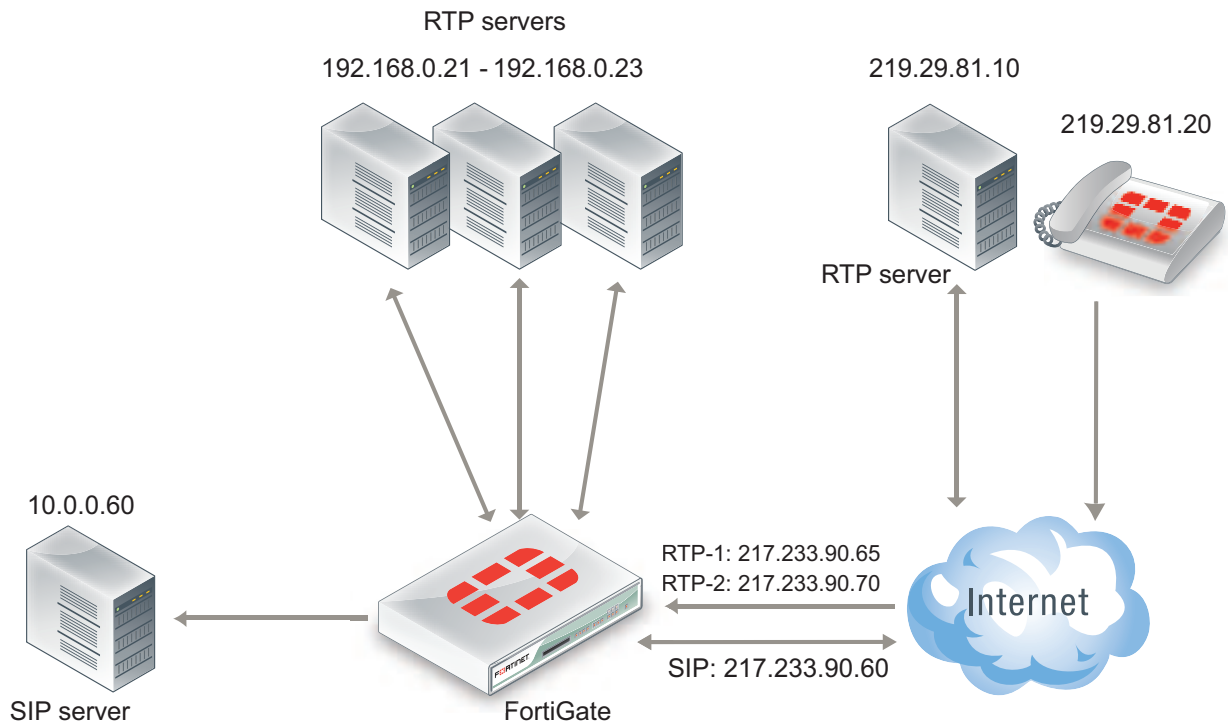 RTP servers
192.168.0.21 - 192.168.0.23
219.29.81.10
219.29.81.20
RTP server
10.0.0.60
RTP-1: 217.233.90.65
RTP-2: 217.233.90.70
Internet
SIP: 217.233.90.60
FORTINET
SIP server
FortiGate